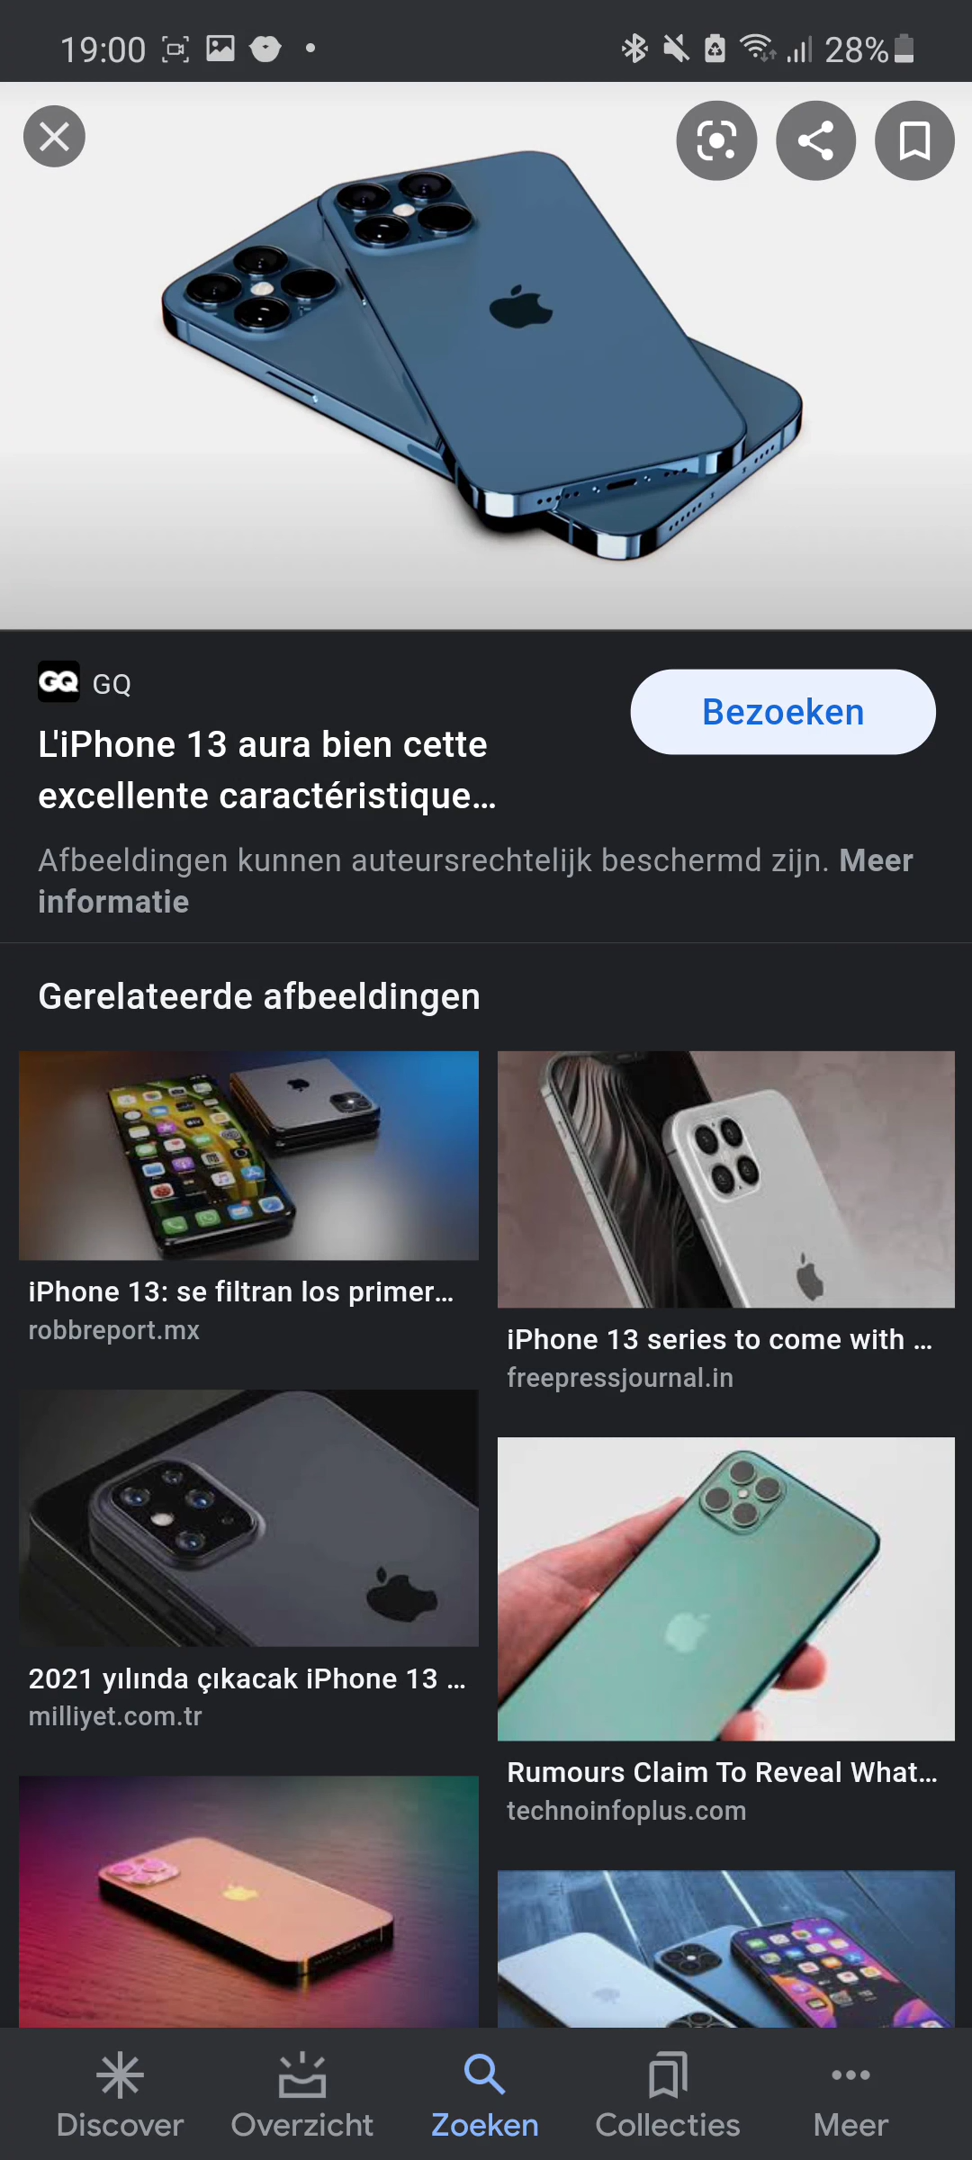 19:00
28%
GQ GQ
Bezoeken
L'iPhone 13 aura bien cette
excellente caractéristique...
Afbeeldingen kunnen auteursrechtelijk beschermd zijn. Meer
informatie
Gerelateerde afbeeldingen
iPhone 13: se filtran los primer...
robbreport.mx
iPhone 13 series to come with ...
freepressjournal.in
2021 yılında çıkacak iPhone 13 ...
milliyet.com.tr
Rumours Claim To Reveal What...
technoinfoplus.com
Discover Overzicht Zoeken Collecties Meer